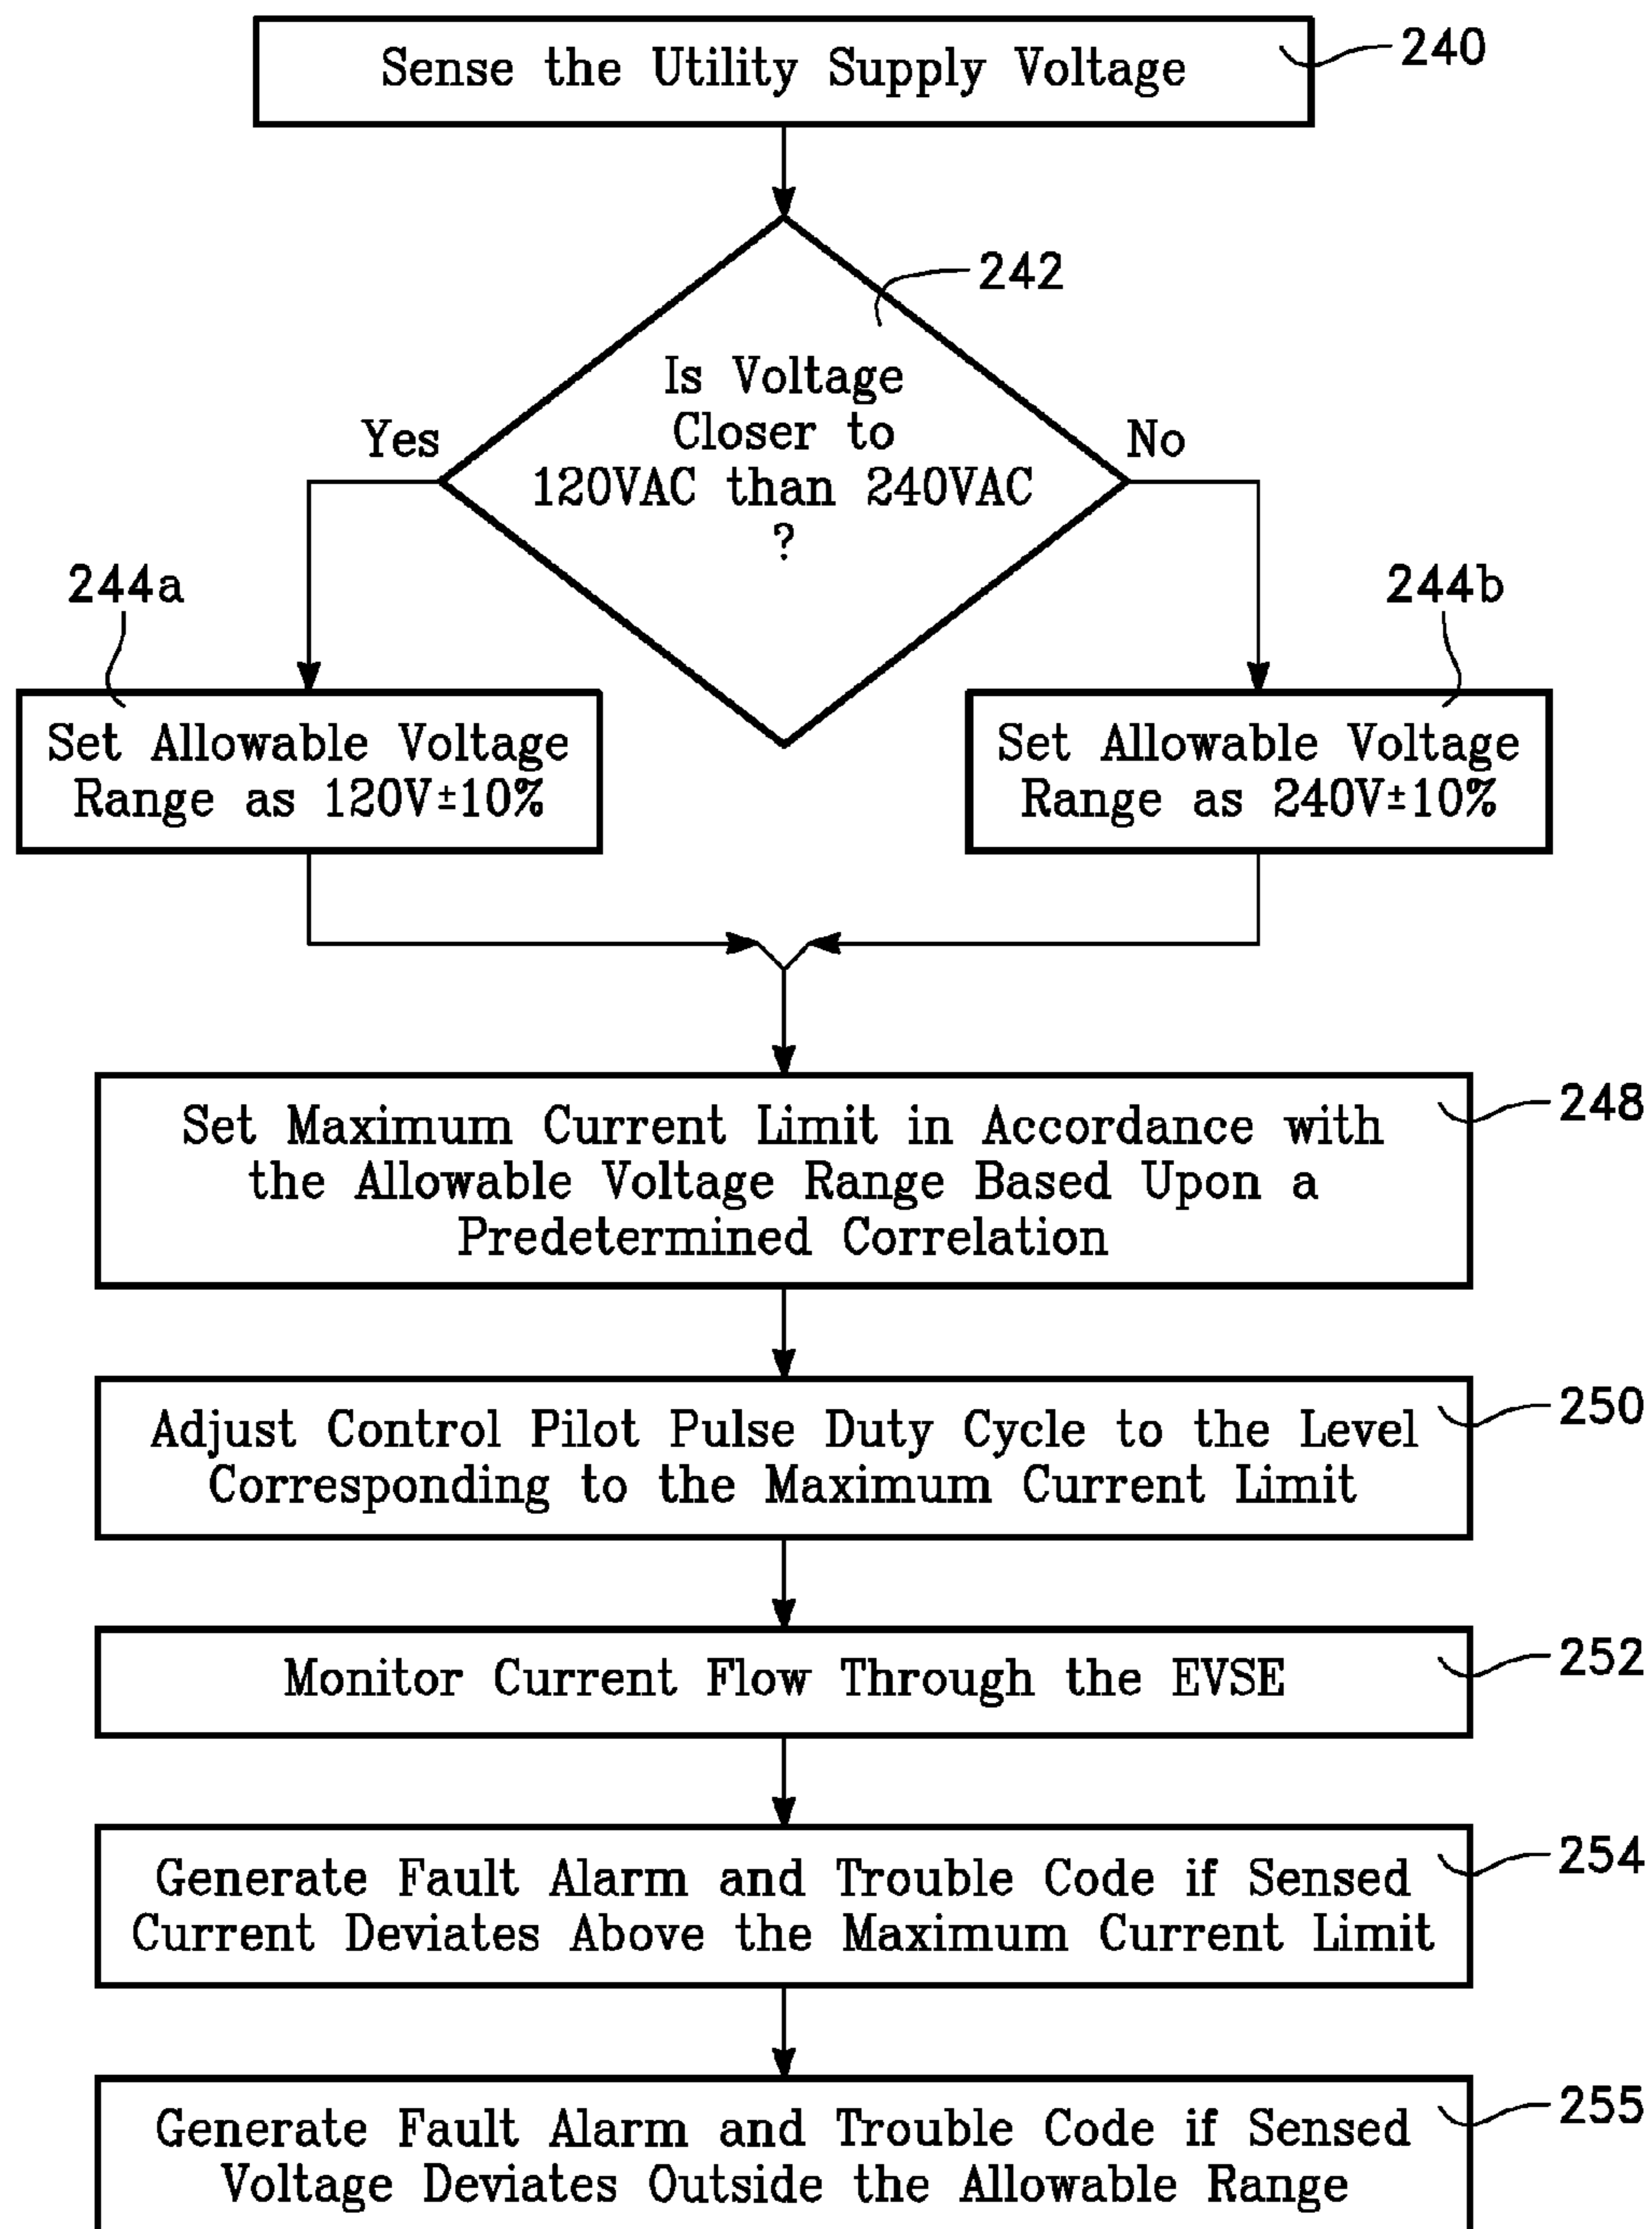 Sense the Utility Supply Voltage
240
242
Is Voltage
Closer to
120VAC than 240VAC
?
Yes
No
244a
244b
Set Allowable Voltage
Range as 120V±10%
Set Allowable Voltage
Range as 240V±10%
Set Maximum Current Limit in Accordance with
the Allowable Voltage Range Based Upon a
Predetermined Correlation
248
Adjust Control Pilot Pulse Duty Cycle to the Level
Corresponding to the Maximum Current Limit
250
Monitor Current Flow Through the EVSE
252
Generate Fault Alarm and Trouble Code if Sensed
Current Deviates Above the Maximum Current Limit
254
Generate Fault Alarm and Trouble Code if Sensed
Voltage Deviates Outside the Allowable Range
255